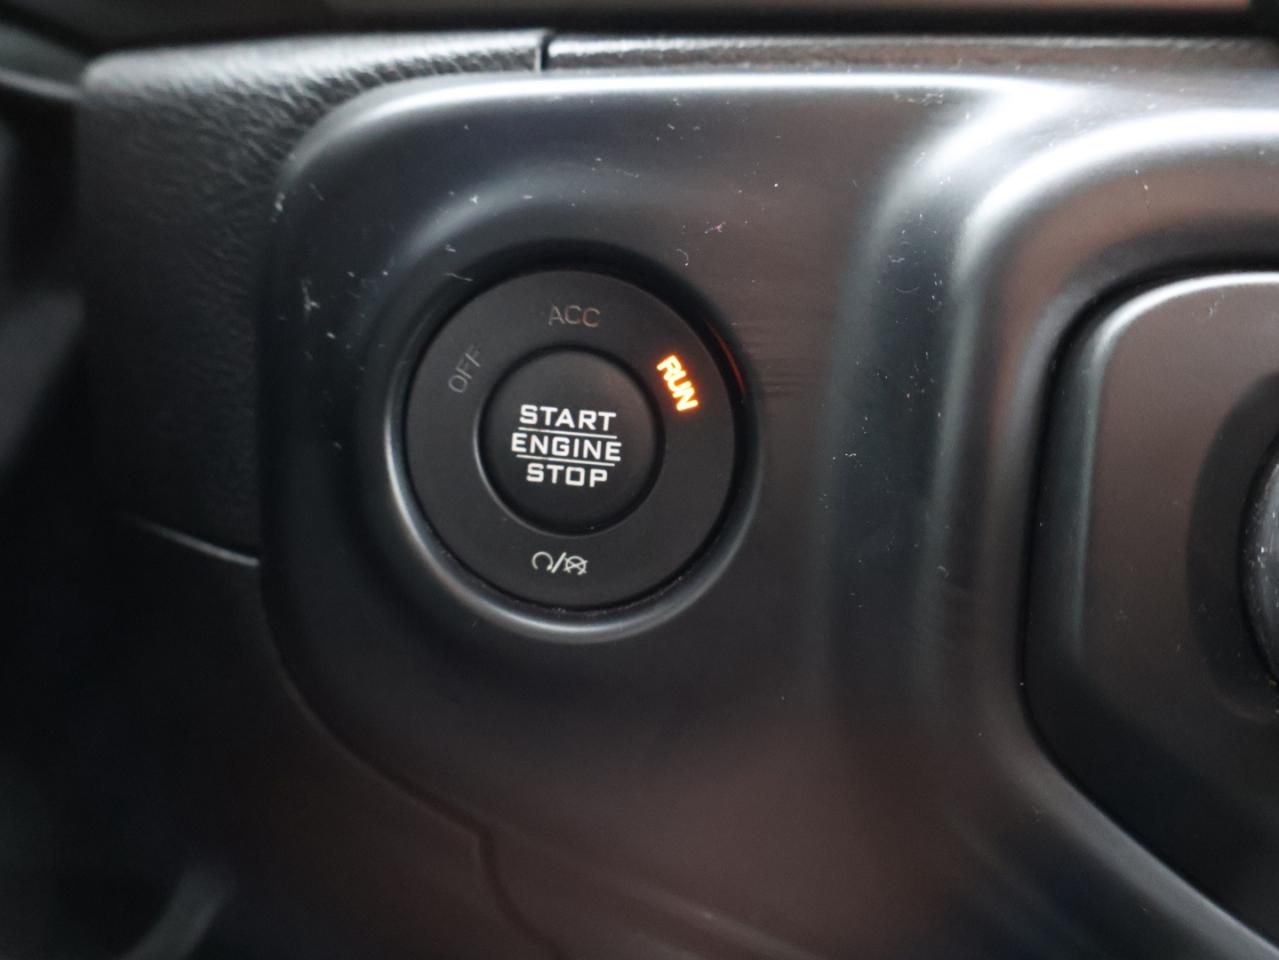 ACC
OFF
RUN
START
ENGINE
STOP